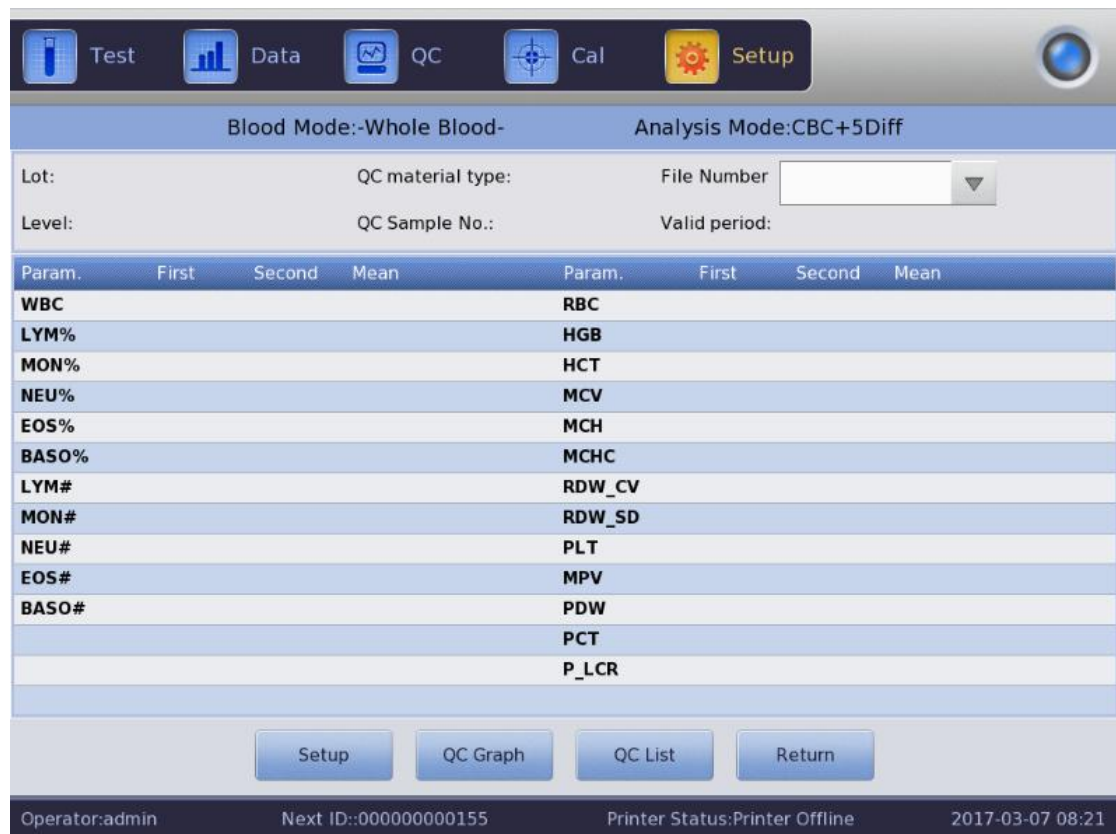 Test Data QC Cal Setup
Blood Mode:-Whole Blood- Analysis Mode:CBC+5Diff
Lot: QC material type: File Number
Level: QC Sample No.: Valid period:
Param. First Second Mean Param. First Second Mean
WBC RBC
LYM% HGB
MON% HCT
NEU% MCV
EOS% MCH
BASO% MCHC
LYM# RDW_CV
MON# RDW_SD
NEU# PLT
EOS# MPV
BASO# PDW
PCT
P_LCR
Setup QC Graph QC List Return
Operator:admin Next ID::000000000155 Printer Status:Printer Offline 2017-03-07 08:21